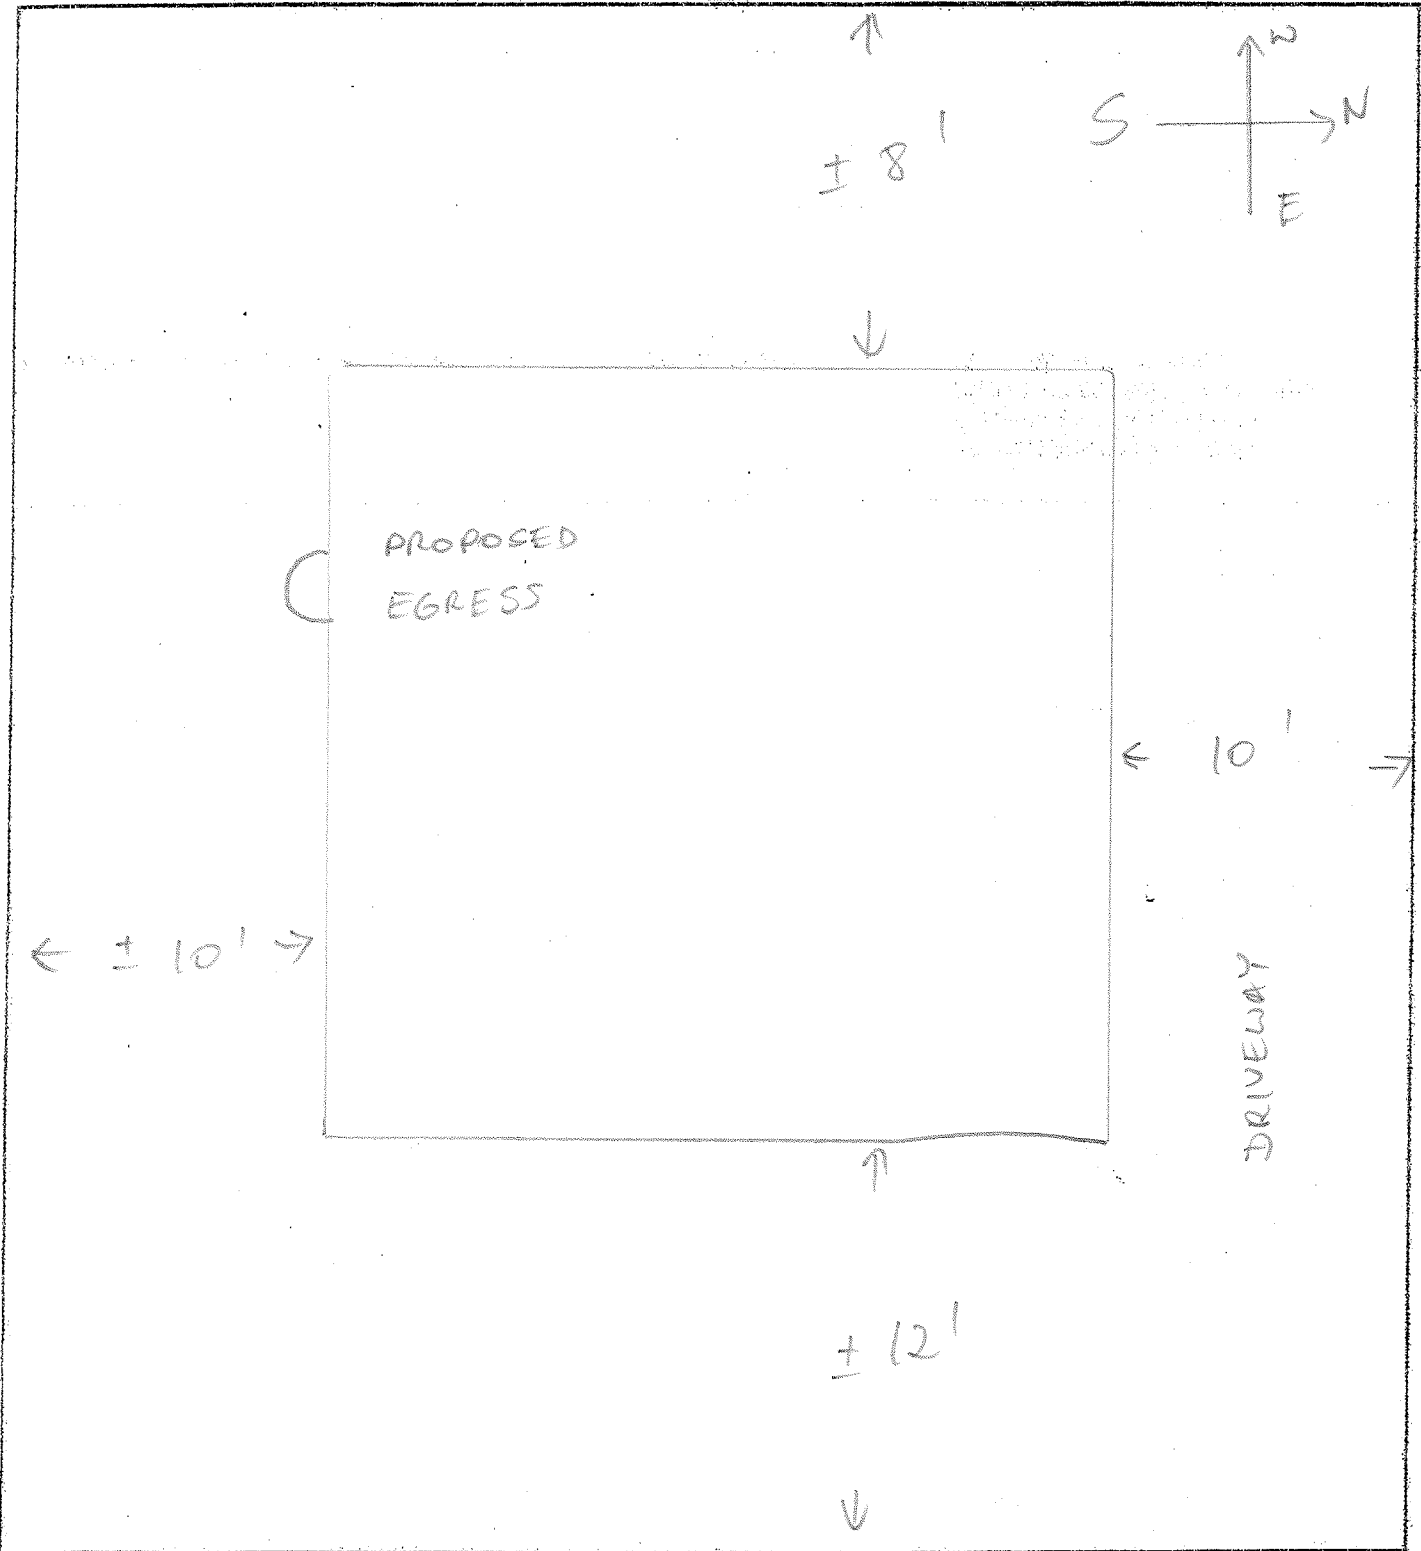 W
S N
E
± 8'
PROPOSED
EGRESS
10'
± 10'
DRIVEWAY
± 12'